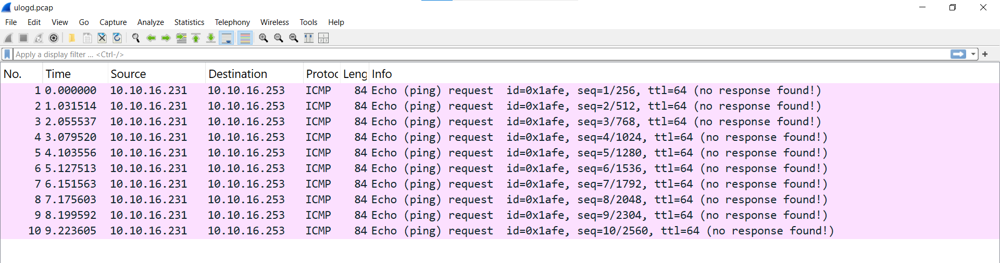 ulogd.pcap
File Edit View Go Capture Analyze Statistics Telephony Wireless Tools Help
Apply a display filter ... <Ctrl-/>
No. Time Source Destination Protoc Leng Info
1 0.000000 10.10.16.231 10.10.16.253 ICMP 84 Echo (ping) request id=0x1afe, seq=1/256, ttl=64 (no response found!)
2 1.031514 10.10.16.231 10.10.16.253 ICMP 84 Echo (ping) request id=0x1afe, seq=2/512, ttl=64 (no response found!)
3 2.055537 10.10.16.231 10.10.16.253 ICMP 84 Echo (ping) request id=0x1afe, seq=3/768, ttl=64 (no response found!)
4 3.079520 10.10.16.231 10.10.16.253 ICMP 84 Echo (ping) request id=0x1afe, seq=4/1024, ttl=64 (no response found!)
5 4.103556 10.10.16.231 10.10.16.253 ICMP 84 Echo (ping) request id=0x1afe, seq=5/1280, ttl=64 (no response found!)
6 5.127513 10.10.16.231 10.10.16.253 ICMP 84 Echo (ping) request id=0x1afe, seq=6/1536, ttl=64 (no response found!)
7 6.151563 10.10.16.231 10.10.16.253 ICMP 84 Echo (ping) request id=0x1afe, seq=7/1792, ttl=64 (no response found!)
8 7.175603 10.10.16.231 10.10.16.253 ICMP 84 Echo (ping) request id=0x1afe, seq=8/2048, ttl=64 (no response found!)
9 8.199592 10.10.16.231 10.10.16.253 ICMP 84 Echo (ping) request id=0x1afe, seq=9/2304, ttl=64 (no response found!)
10 9.223605 10.10.16.231 10.10.16.253 ICMP 84 Echo (ping) request id=0x1afe, seq=10/2560, ttl=64 (no response found!)